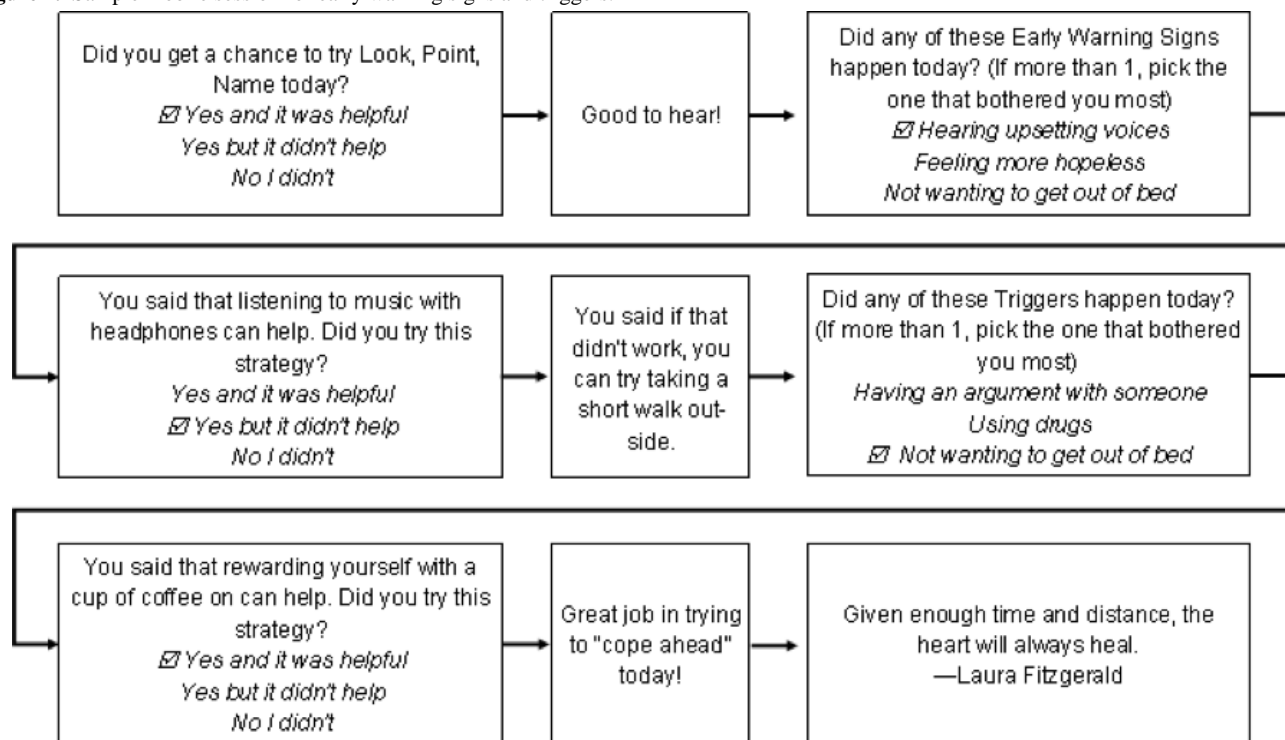 Did you get a chance to try Look, Point,
Name today?
☑ Yes and it was helpful
Yes but it didn't help
No I didn't
Good to hear!
Did any of these Early Warning Signs
happen today? (If more than 1, pick the
one that bothered you most)
☑ Hearing upsetting voices
Feeling more hopeless
Not wanting to get out of bed
You said that listening to music with
headphones can help. Did you try this
strategy?
Yes and it was helpful
☑ Yes but it didn't help
No I didn't
You said if that
didn't work, you
can try taking a
short walk out-
side.
Did any of these Triggers happen today?
(If more than 1, pick the one that bothered
you most)
Having an argument with someone
Using drugs
☑ Not wanting to get out of bed
You said that rewarding yourself with a
cup of coffee on can help. Did you try this
strategy?
☑ Yes and it was helpful
Yes but it didn't help
No I didn't
Great job in trying
to "cope ahead"
today!
Given enough time and distance, the
heart will always heal.
—Laura Fitzgerald